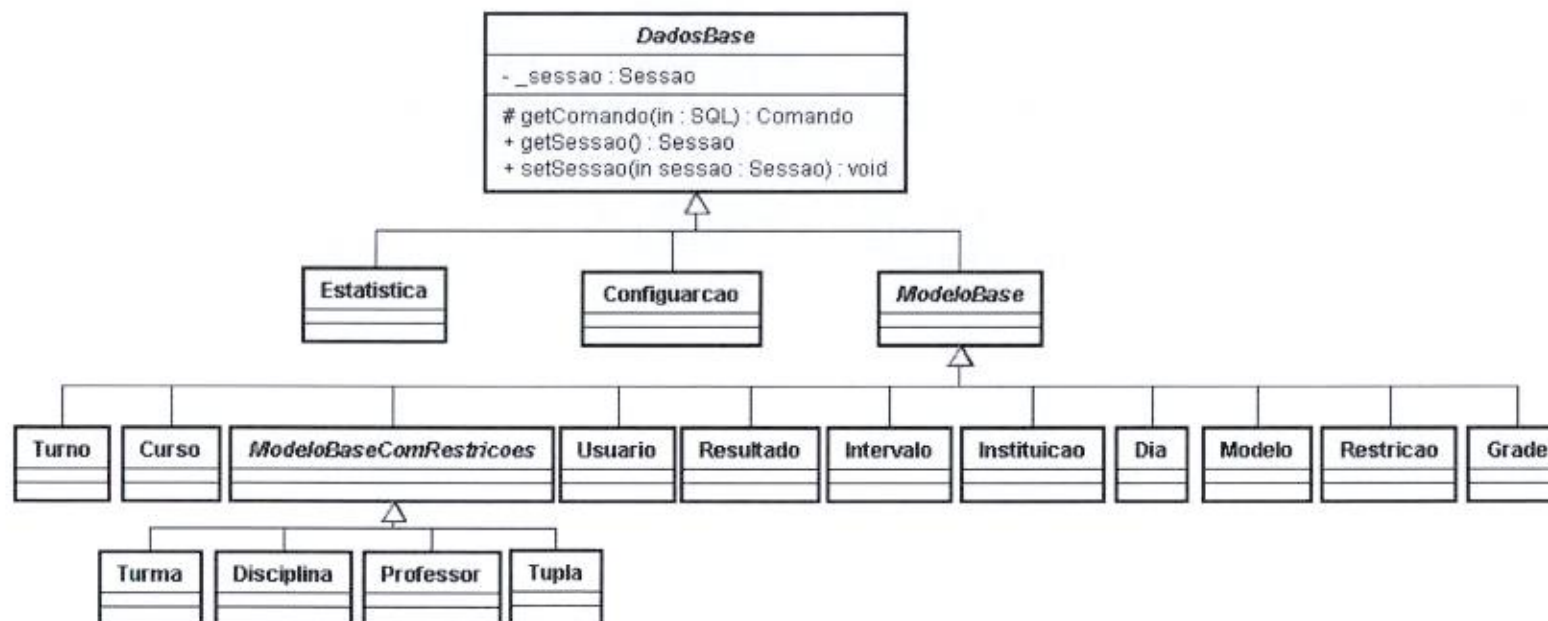 DadosBase
- _sessao : Sessao
# getComando(in : SQL) : Comando
+ getSessao() : Sessao
+ setSessao(in sessao : Sessao) : void
Estatistica
Configuarcao
ModeloBase
Turno
Curso
ModeloBaseComRestricoes
Usuario
Resultado
Intervalo
Instituicao
Dia
Modelo
Restricao
Grade
Turma
Disciplina
Professor
Tupla